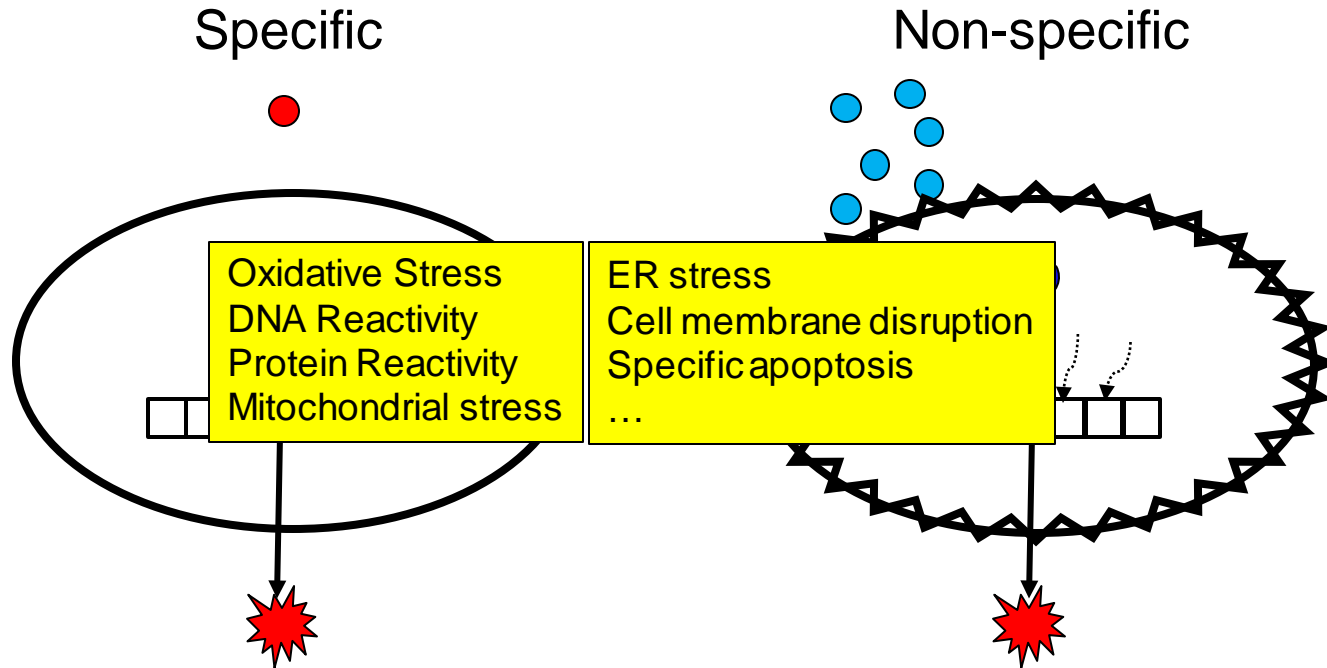 Specific
Non-specific
Oxidative Stress
DNA Reactivity
Protein Reactivity
Mitochondrial stress
ER stress
Cell membrane disruption
Specific apoptosis
…